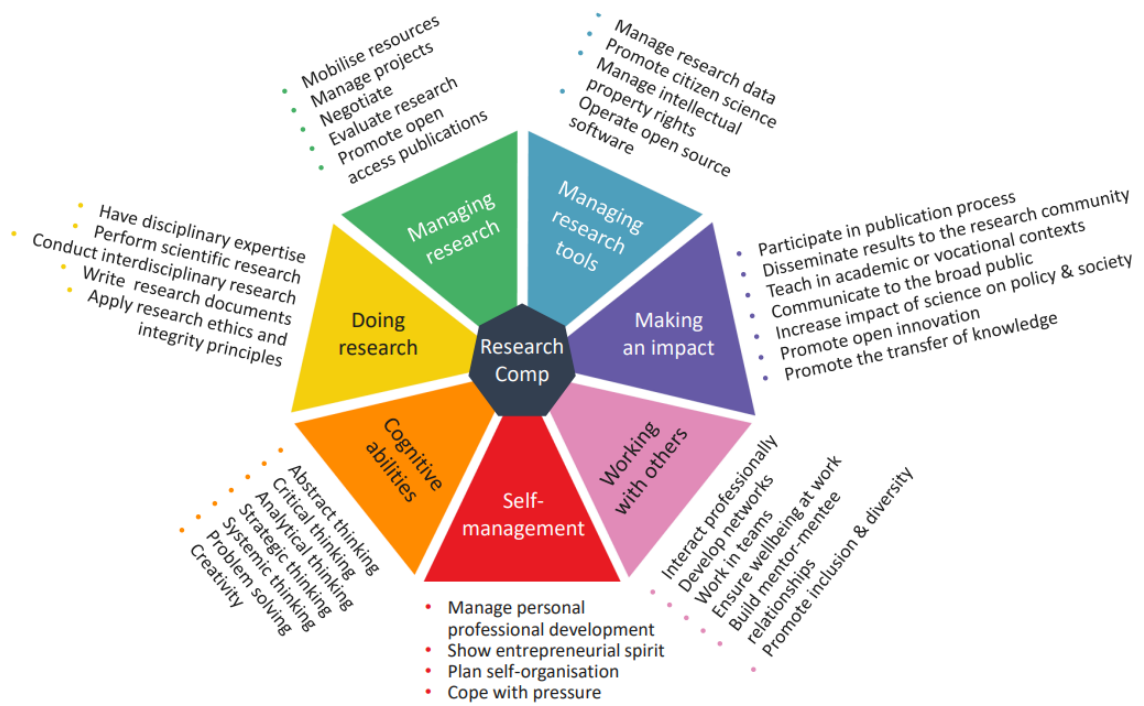 Mobilise resources
Manage projects
Negotiate
Evaluate research
Promote open
access publications
Manage research data
Promote citizen science
Manage intellectual
property rights
Operate open source
software
Managing
research
Managing
research
tools
Have disciplinary expertise
Perform scientific research
Conduct interdisciplinary research
Write research documents
Apply research ethics and
integrity principles
Doing
research
Research
Comp
Making
an impact
Participate in publication process
Disseminate results to the research community
Teach in academic or vocational contexts
Communicate to the broad public
Increase impact of science on policy & society
Promote open innovation
Promote the transfer of knowledge
Cognitive
abilities
Abstract thinking
Critical thinking
Analytical thinking
Strategic thinking
Systemic thinking
Problem solving
Creativity
Self-
management
Manage personal
professional development
Show entrepreneurial spirit
Plan self-organisation
Cope with pressure
Working
with others
Interact professionally
Develop networks
Work in teams
Ensure wellbeing at work
Build mentor-mentee
relationships
Promote inclusion & diversity